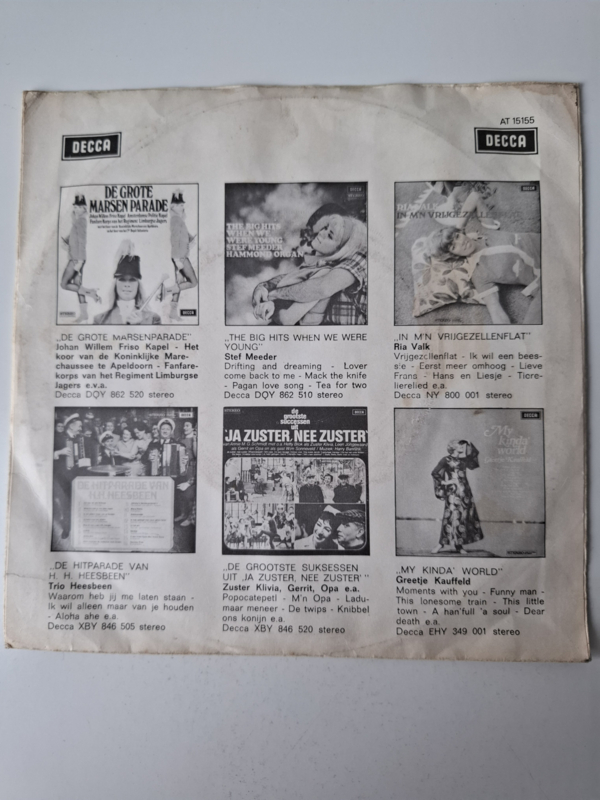 AT 15155
DECCA
DECCA
DE GROTE
MARSEN PARADE
THE BIG HITS
WHEN WE
WERE YOUNG
STEF MEEDER
HAMMOND ORGAN
RIA VALK
IN M'N VRIJGEZELLENFLAT
„DE GROTE MARSENPARADE"
Johan Willem Friso Kapel - Het
koor van de Koninklijke Mare-
chaussee te Apeldoorn - Fanfare-
korps van het Regiment Limburgse
Jagers e.v.a.
Decca DQY 862 520 stereo
„THE BIG HITS WHEN WE WERE
YOUNG"
Stef Meeder
Drifting and dreaming - Lover
come back to me - Mack the knife
- Pagan love song - Tea for two
Decca DQY 862 510 stereo
„IN M'N VRIJGEZELLENFLAT"
Ria Valk
Vrijgezellenflat - Ik wil een bees-
sie - Eerst meer omhoog - Lieve
Frans - Hans en Liesje - Ticre-
lierelied e.a.
Decca NY 800 001 stereo
DE HITPARADE VAN
H.H. HEESBEEN
de
grootste
successen
uit
'JA ZUSTER, NEE ZUSTER'
My
kinda'
world
Greetje Kauffeld
„DE HITPARADE VAN
H. H. HEESBEEN"
Trio Heesbeen
Waarom heb jij me laten staan -
Ik wil alleen maar van je houden
- Aloha ahe e.a.
Decca XBY 846 505 stereo
„DE GROOTSTE SUKSESSEN
UIT ,JA ZUSTER, NEE ZUSTER' "
Zuster Klivia, Gerrit, Opa e.a.
Popocatepetl - M'n Opa - Ladu-
maar meneer - De twips - Knibbel
ons konijn e.a.
Decca XBY 846 520 stereo
„MY KINDA' WORLD"
Greetje Kauffeld
Moments with you - Funny man -
This lonesome train - This little
town - A han'full 'a soul - Dear
death e.a.
Decca EHY 349 001 stereo